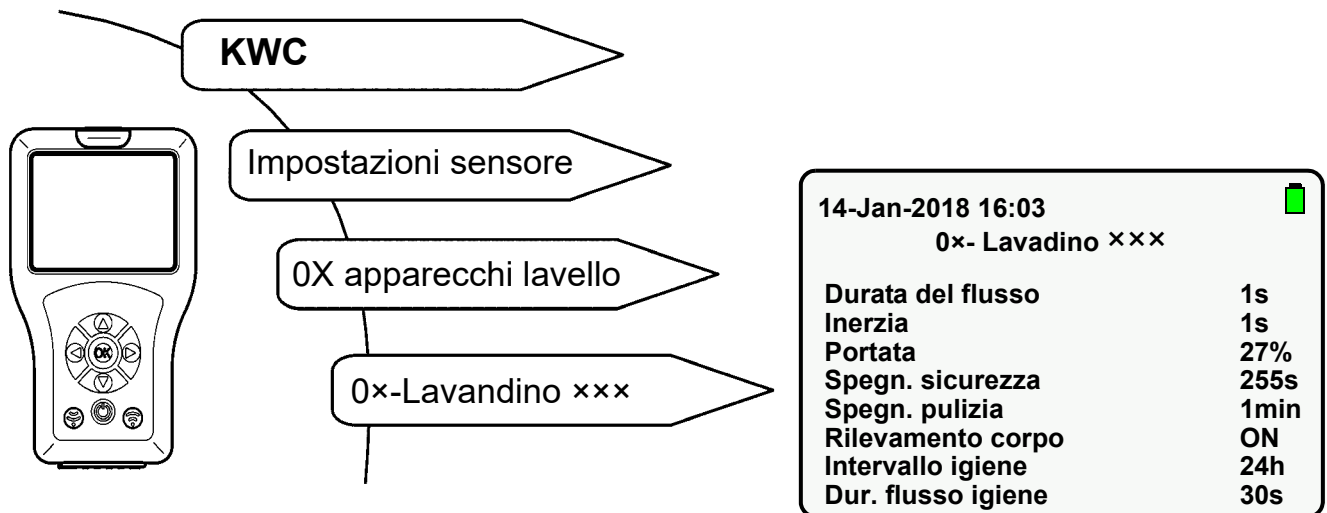 KWC
Impostazioni sensore
0X apparecchi lavello
0×-Lavandino ×××
OK
14-Jan-2018 16:03
0×- Lavadino ×××
Durata del flusso 1s
Inerzia 1s
Portata 27%
Spegn. sicurezza 255s
Spegn. pulizia 1min
Rilevamento corpo ON
Intervallo igiene 24h
Dur. flusso igiene 30s